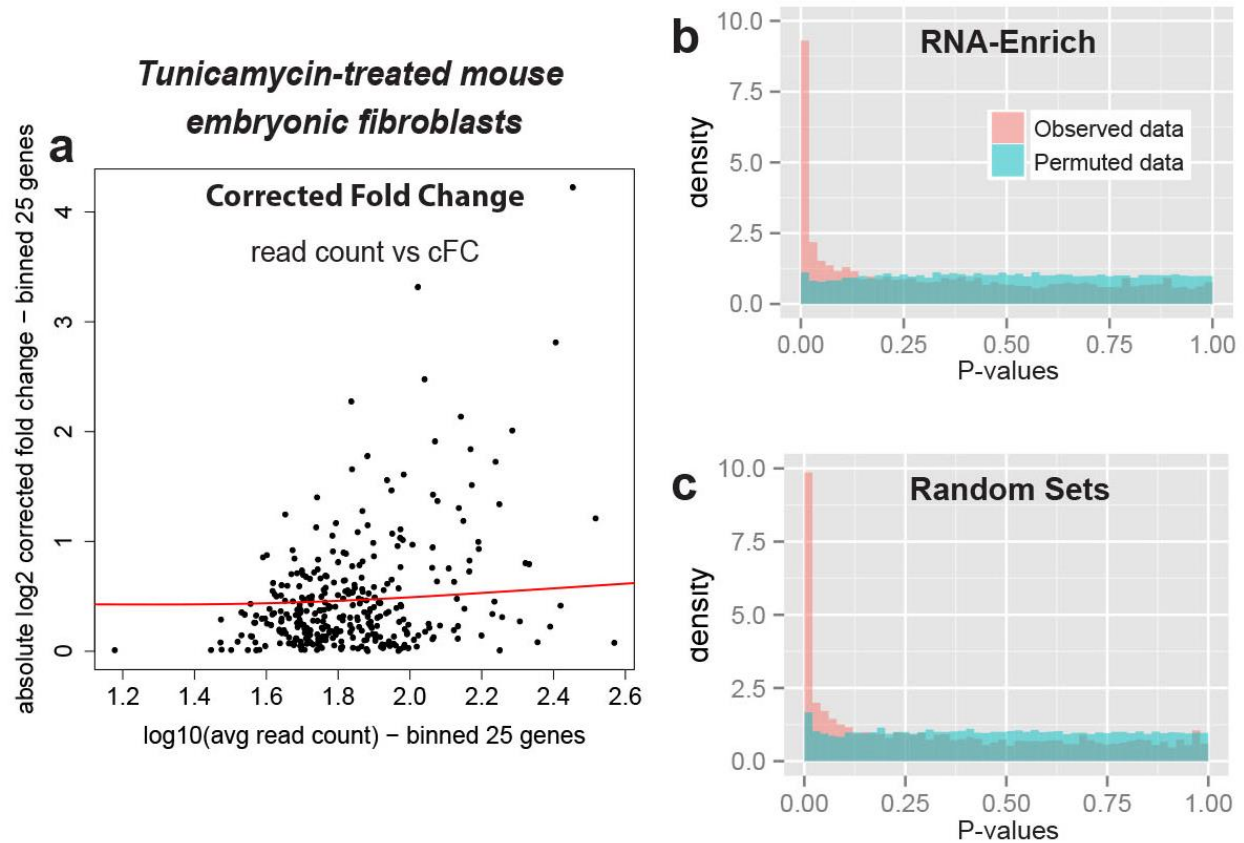 Tunicamycin-treated mouse
embryonic fibroblasts
a
Corrected Fold Change
read count vs cFC
absolute log2 corrected fold change − binned 25 genes
4
3
2
1
0
1.2 1.4 1.6 1.8 2.0 2.2 2.4 2.6
log10(avg read count) − binned 25 genes
b
RNA-Enrich
Observed data
Permuted data
density
10.0
7.5
5.0
2.5
0.0
0.00 0.25 0.50 0.75 1.00
P-values
c
Random Sets
density
10.0
7.5
5.0
2.5
0.0
0.00 0.25 0.50 0.75 1.00
P-values